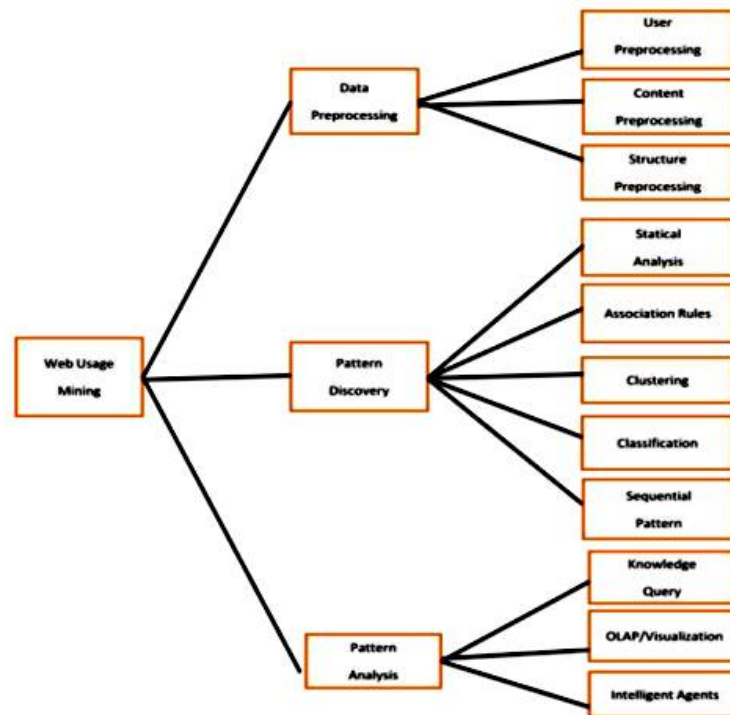 User
Preprocessing
Data
Preprocessing
Content
Preprocessing
Structure
Preprocessing
Statical
Analysis
Association Rules
Web Usage
Mining
Pattern
Discovery
Clustering
Classification
Sequential
Pattern
Knowledge
Query
Pattern
Analysis
OLAP/Visualization
Intelligent Agents